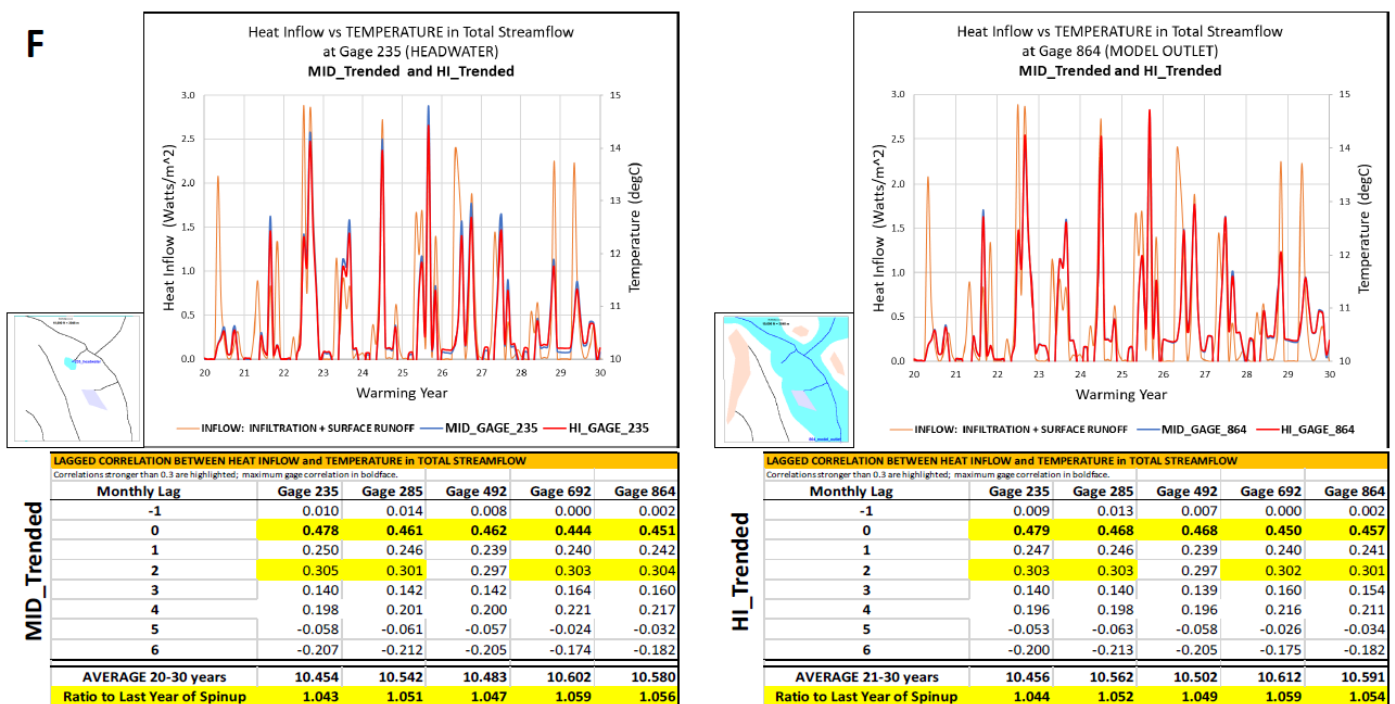 F
Heat Inflow vs TEMPERATURE in Total Streamflow
at Gage 235 (HEADWATER)
MID_Trended and HI_Trended
Heat Inflow (Watts/m^2)
3.0
2.5
2.0
1.5
1.0
0.5
0.0
15
14
13
12
11
10
Temperature (degC)
20 21 22 23 24 25 26 27 28 29 30
Warming Year
INFLOW: INFILTRATION + SURFACE RUNOFF MID_GAGE_235 HI_GAGE_235
Heat Inflow vs TEMPERATURE in Total Streamflow
at Gage 864 (MODEL OUTLET)
MID_Trended and HI_Trended
Heat Inflow (Watts/m^2)
3.0
2.5
2.0
1.5
1.0
0.5
0.0
15
14
13
12
11
10
Temperature (degC)
20 21 22 23 24 25 26 27 28 29 30
Warming Year
INFLOW: INFILTRATION + SURFACE RUNOFF MID_GAGE_864 HI_GAGE_864
MID_Trended
LAGGED CORRELATION BETWEEN HEAT INFLOW and TEMPERATURE in TOTAL STREAMFLOW
Correlations stronger than 0.3 are highlighted; maximum gage correlation in boldface.
Monthly Lag Gage 235 Gage 285 Gage 492 Gage 692 Gage 864
-1 0.010 0.014 0.008 0.000 0.002
0 0.478 0.461 0.462 0.444 0.451
1 0.250 0.246 0.239 0.240 0.242
2 0.305 0.301 0.297 0.303 0.304
3 0.140 0.142 0.142 0.164 0.160
4 0.198 0.201 0.200 0.221 0.217
5 -0.058 -0.061 -0.057 -0.024 -0.032
6 -0.207 -0.212 -0.205 -0.174 -0.182
AVERAGE 20-30 years 10.454 10.542 10.483 10.602 10.580
Ratio to Last Year of Spinup 1.043 1.051 1.047 1.059 1.056
HI_Trended
LAGGED CORRELATION BETWEEN HEAT INFLOW and TEMPERATURE in TOTAL STREAMFLOW
Correlations stronger than 0.3 are highlighted; maximum gage correlation in boldface.
Monthly Lag Gage 235 Gage 285 Gage 492 Gage 692 Gage 864
-1 0.009 0.013 0.007 0.000 0.002
0 0.479 0.468 0.468 0.450 0.457
1 0.247 0.246 0.239 0.240 0.241
2 0.303 0.303 0.297 0.302 0.301
3 0.140 0.140 0.139 0.160 0.154
4 0.196 0.198 0.196 0.216 0.211
5 -0.053 -0.063 -0.058 -0.026 -0.034
6 -0.200 -0.213 -0.205 -0.175 -0.182
AVERAGE 21-30 years 10.456 10.562 10.502 10.612 10.591
Ratio to Last Year of Spinup 1.044 1.052 1.049 1.059 1.054